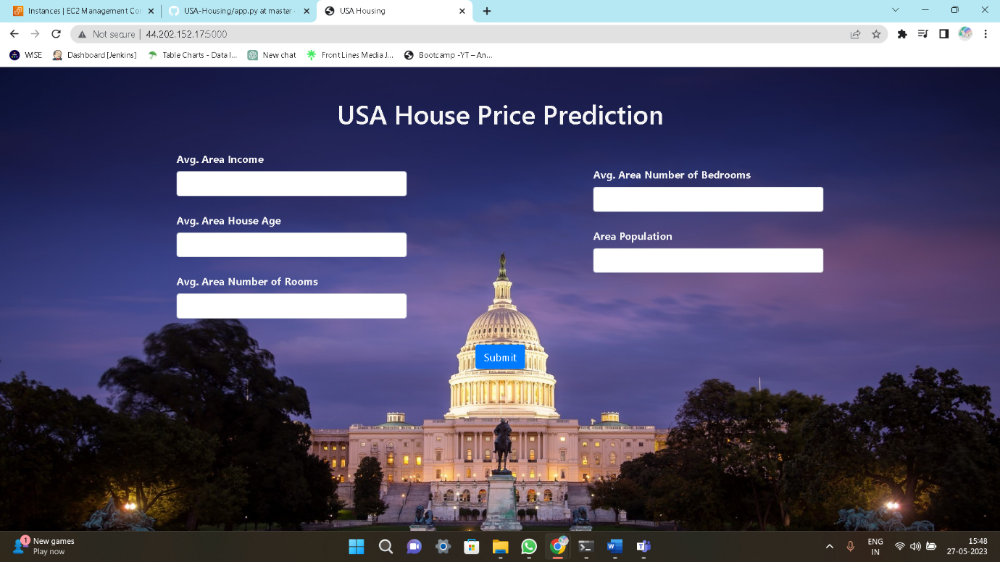 Instances | EC2 Management Con
USA-Housing/app.py at master ·
USA Housing
Not secure | 44.202.152.17:5000
WISE
Dashboard [Jenkins]
Table Charts - Data I...
New chat
Front Lines Media J...
Bootcamp -YT – An...
USA House Price Prediction
Avg. Area Income
Avg. Area House Age
Avg. Area Number of Rooms
Avg. Area Number of Bedrooms
Area Population
Submit
1
New games
Play now
ENG
IN
15:48
27-05-2023